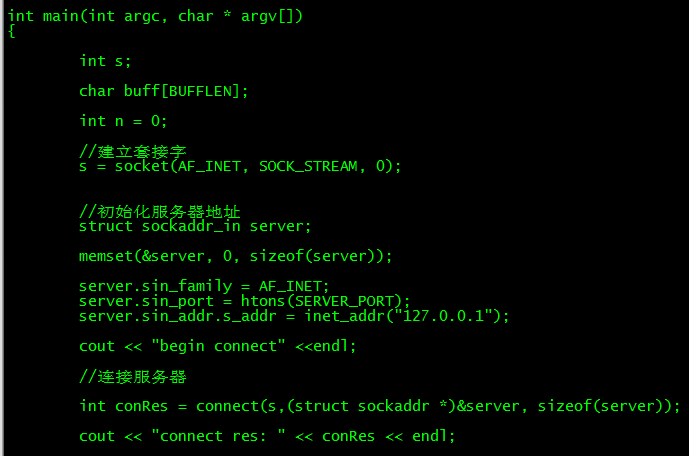 int main(int argc, char * argv[])
{
int s;
char buff[BUFFLEN];
int n = 0;
//建立套接字
s = socket(AF_INET, SOCK_STREAM, 0);
//初始化服务器地址
struct sockaddr_in server;
memset(&server, 0, sizeof(server));
server.sin_family = AF_INET;
server.sin_port = htons(SERVER_PORT);
server.sin_addr.s_addr = inet_addr("127.0.0.1");
cout << "begin connect" <<endl;
//连接服务器
int conRes = connect(s,(struct sockaddr *)&server, sizeof(server));
cout << "connect res: " << conRes << endl;